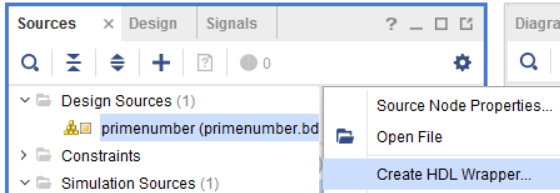 Sources × Design Signals ? _ Diagra
0
Design Sources (1)
primenumber (primenumber.bd
Constraints
Simulation Sources (1)
Source Node Properties...
Open File
Create HDL Wrapper...